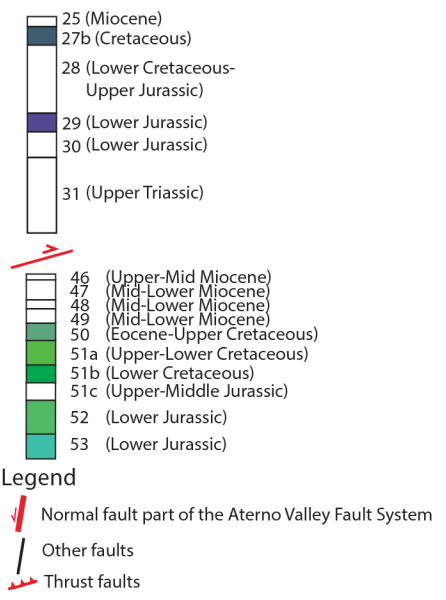 25 (Miocene)
27b (Cretaceous)
28 (Lower Cretaceous-
Upper Jurassic)
29 (Lower Jurassic)
30 (Lower Jurassic)
31 (Upper Triassic)
46 (Upper-Mid Miocene)
47 (Mid-Lower Miocene)
48 (Mid-Lower Miocene)
49 (Mid-Lower Miocene)
50 (Eocene-Upper Cretaceous)
51a (Upper-Lower Cretaceous)
51b (Lower Cretaceous)
51c (Upper-Middle Jurassic)
52 (Lower Jurassic)
53 (Lower Jurassic)
Legend
Normal fault part of the Aterno Valley Fault System
Other faults
Thrust faults